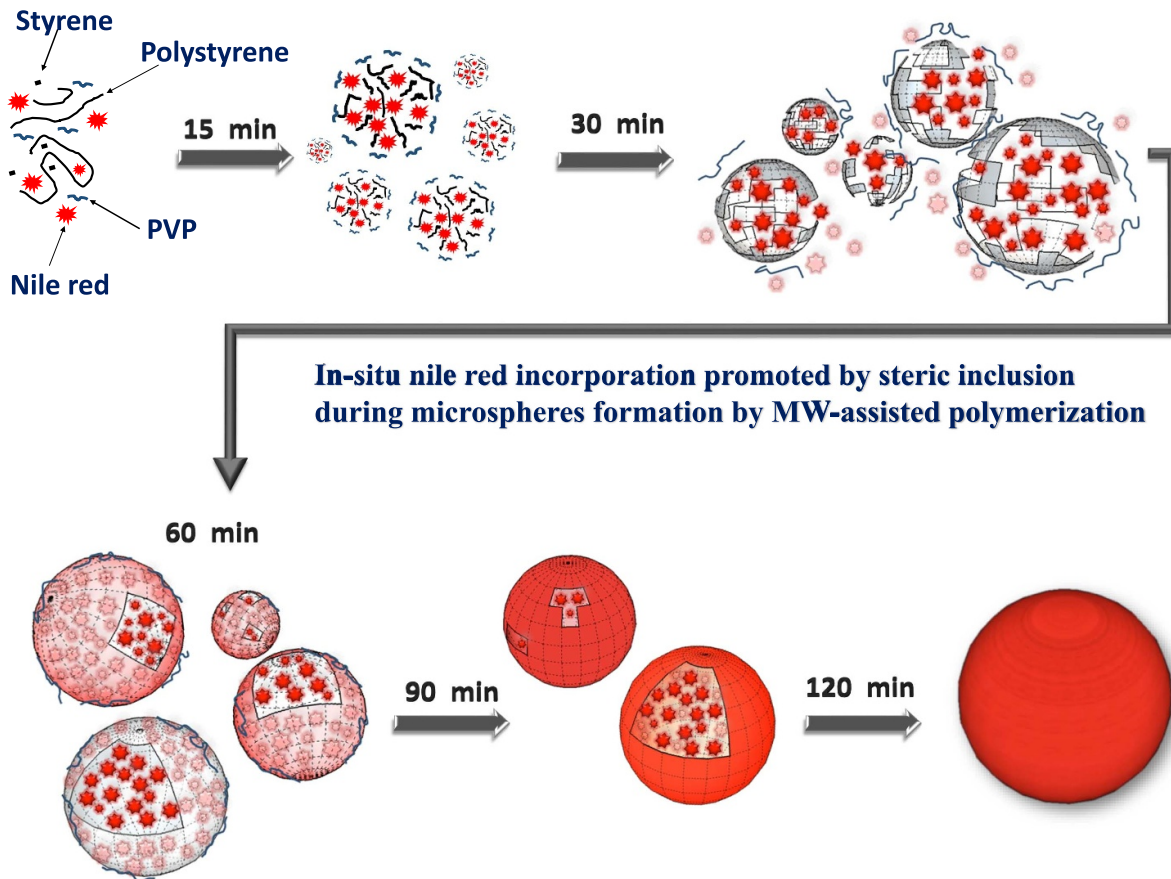 Styrene
Polystyrene
15 min
30 min
PVP
Nile red
In-situ nile red incorporation promoted by steric inclusion
during microspheres formation by MW-assisted polymerization
60 min
90 min
120 min